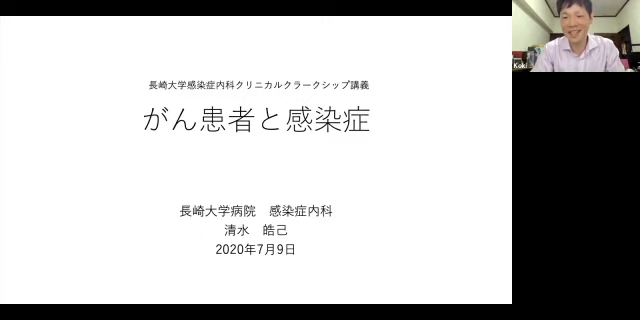 長崎大学感染症内科クリニカルクラークシップ講義
がん患者と感染症
長崎大学病院　感染症内科
清水　皓己
2020年7月9日
Koki